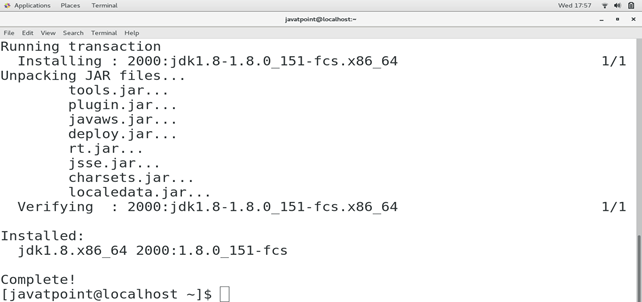 Applications Places Terminal Wed 17:57
javatpoint@localhost:~
File Edit View Search Terminal Help
Running transaction
  Installing : 2000:jdk1.8-1.8.0_151-fcs.x86_64 1/1
Unpacking JAR files...
        tools.jar...
        plugin.jar...
        javaws.jar...
        deploy.jar...
        rt.jar...
        jsse.jar...
        charsets.jar...
        localedata.jar...
  Verifying  : 2000:jdk1.8-1.8.0_151-fcs.x86_64 1/1

Installed:
  jdk1.8.x86_64 2000:1.8.0_151-fcs

Complete!
[javatpoint@localhost ~]$